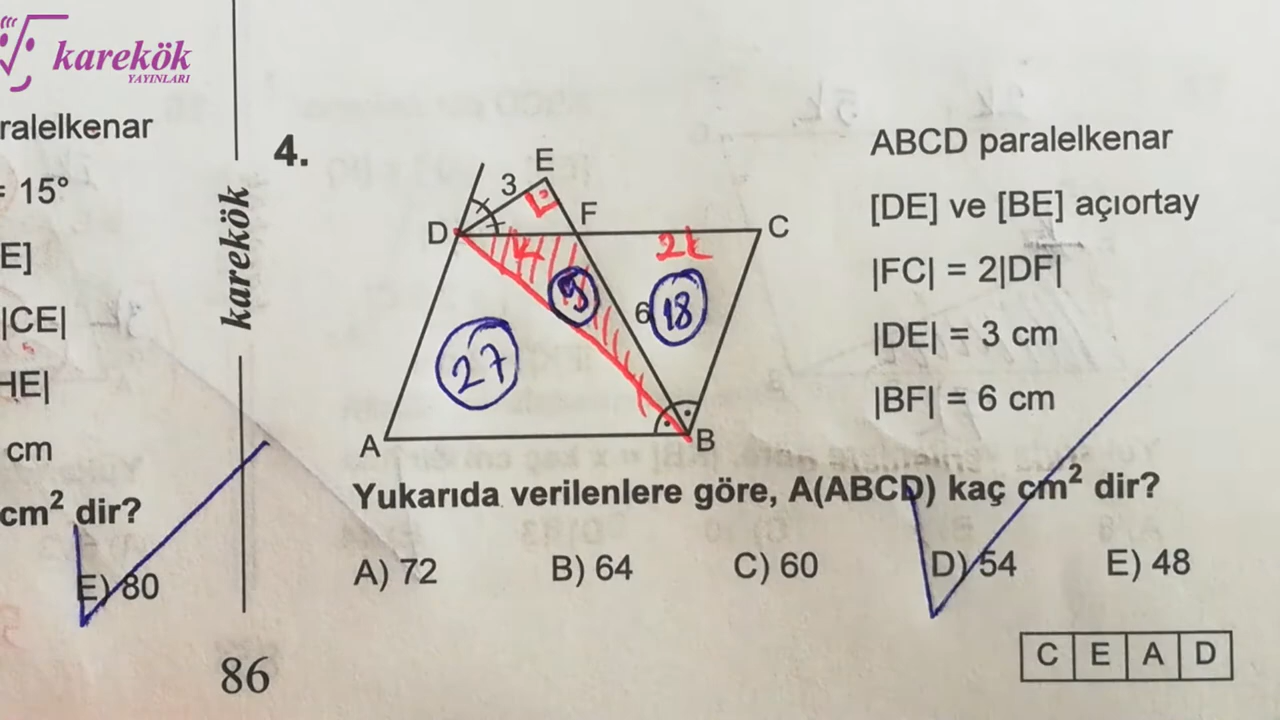 karekök
YAYINLARI
ralelkenar
= 15°
E]
|CE|
HE|
cm
cm² dir?
E) 80
karekök
86
4.
E
3
D
F
C
k
2k
9
6
18
27
A
B
ABCD paralelkenar
[DE] ve [BE] açıortay
|FC| = 2|DF|
|DE| = 3 cm
|BF| = 6 cm
Yukarıda verilenlere göre, A(ABCD) kaç cm² dir?
A) 72 B) 64 C) 60 D) 54 E) 48
C E A D